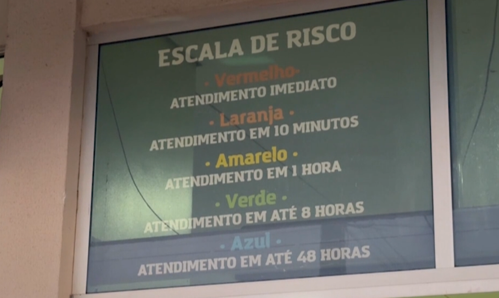 ESCALA DE RISCO
• Vermelho•
ATENDIMENTO IMEDIATO
• Laranja •
ATENDIMENTO EM 10 MINUTOS
• Amarelo •
ATENDIMENTO EM 1 HORA
• Verde •
ATENDIMENTO EM ATÉ 8 HORAS
• Azul •
ATENDIMENTO EM ATÉ 48 HORAS